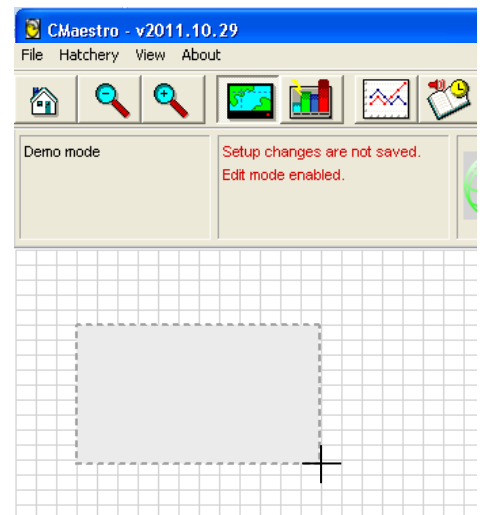 CMaestro - v2011.10.29
File Hatchery View About
Demo mode
Setup changes are not saved.
Edit mode enabled.